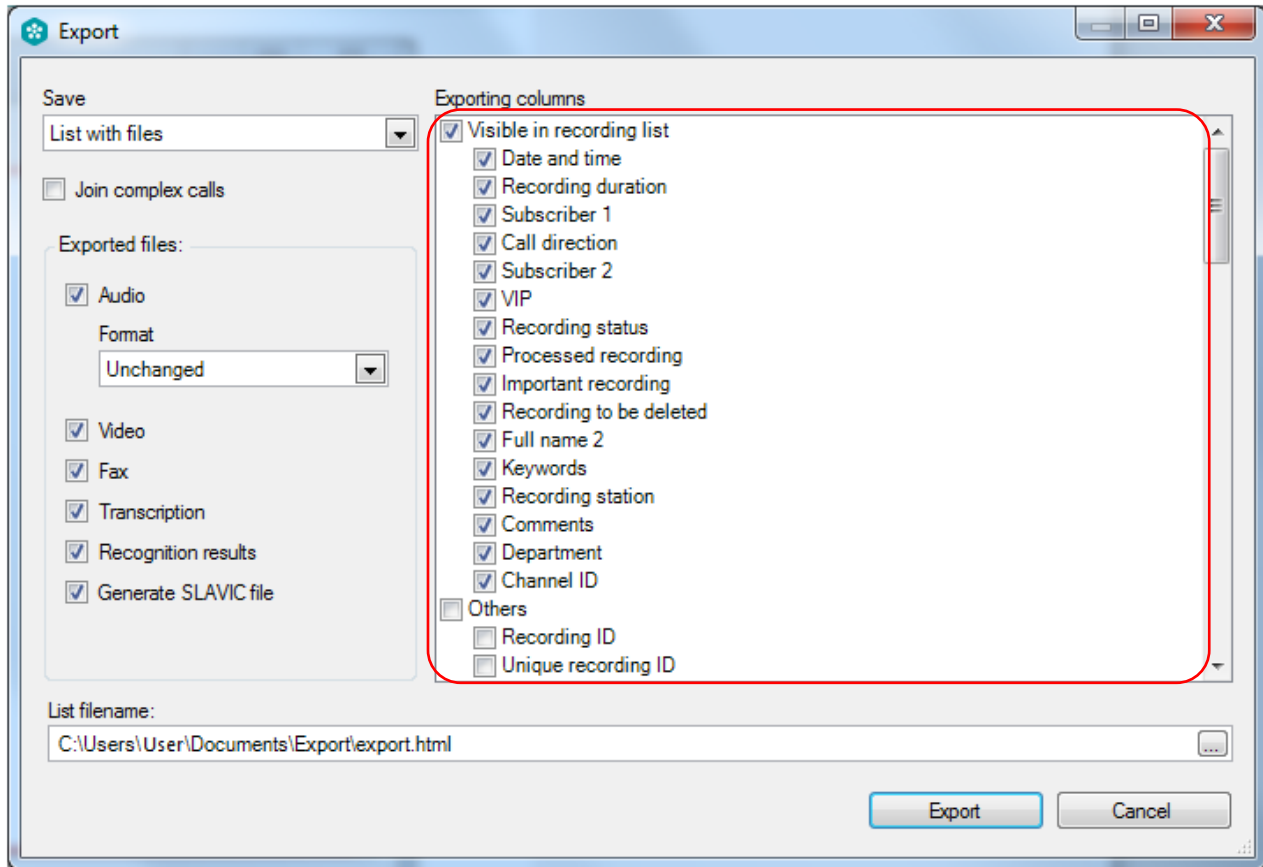 Export
Save
List with files
Join complex calls
Exported files:
Audio
Format
Unchanged
Video
Fax
Transcription
Recognition results
Generate SLAVIC file
Exporting columns
Visible in recording list
Date and time
Recording duration
Subscriber 1
Call direction
Subscriber 2
VIP
Recording status
Processed recording
Important recording
Recording to be deleted
Full name 2
Keywords
Recording station
Comments
Department
Channel ID
Others
Recording ID
Unique recording ID
List filename:
C:\Users\User\Documents\Export\export.html
...
Export
Cancel